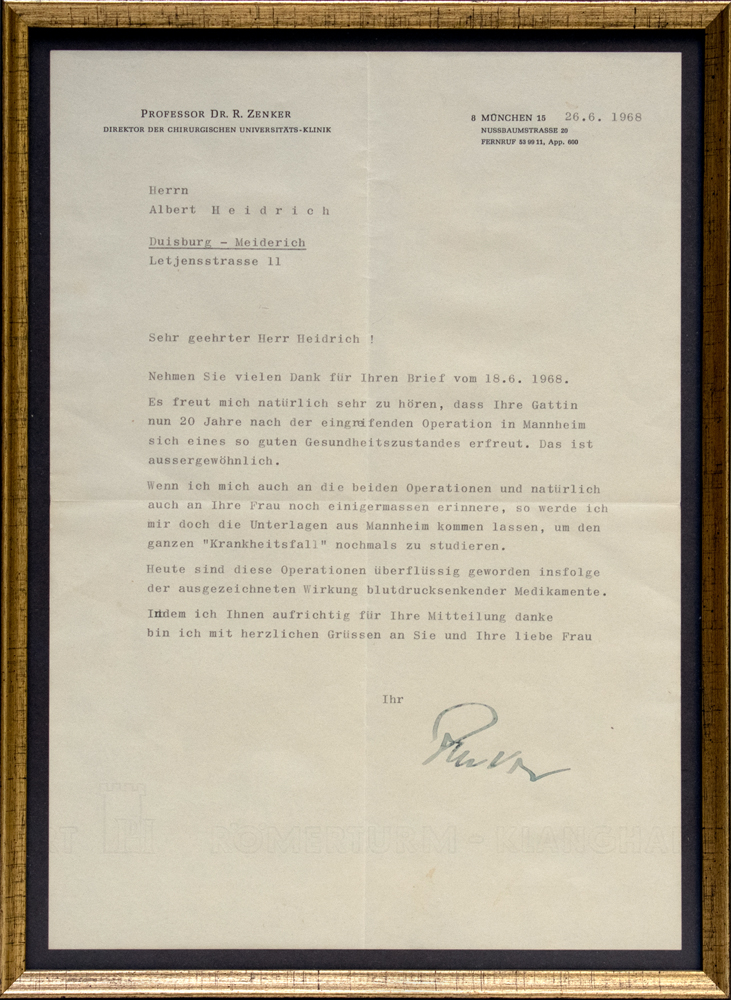 PROFESSOR DR. R. ZENKER
DIREKTOR DER CHIRURGISCHEN UNIVERSITÄTS-KLINIK
8 MÜNCHEN 15 26.6. 1968
NUSSBAUMSTRASSE 20
FERNRUF 53 99 11, App. 600
Herrn
Albert H e i d r i c h
Duisburg - Meiderich
Letjensstrasse 11
Sehr geehrter Herr Heidrich !
Nehmen Sie vielen Dank für Ihren Brief vom 18.6. 1968.
Es freut mich natürlich sehr zu hören, dass Ihre Gattin
nun 20 Jahre nach der eingreifenden Operation in Mannheim
sich eines so guten Gesundheitszustandes erfreut. Das ist
aussergewöhnlich.
Wenn ich mich auch an die beiden Operationen und natürlich
auch an Ihre Frau noch einigermassen erinnere, so werde ich
mir doch die Unterlagen aus Mannheim kommen lassen, um den
ganzen "Krankheitsfall" nochmals zu studieren.
Heute sind diese Operationen überflüssig geworden insfolge
der ausgezeichneten Wirkung blutdrucksenkender Medikamente.
Indem ich Ihnen aufrichtig für Ihre Mitteilung danke
bin ich mit herzlichen Grüssen an Sie und Ihre liebe Frau
Ihr
Zenker
RÖMERTURM - KLANGHA